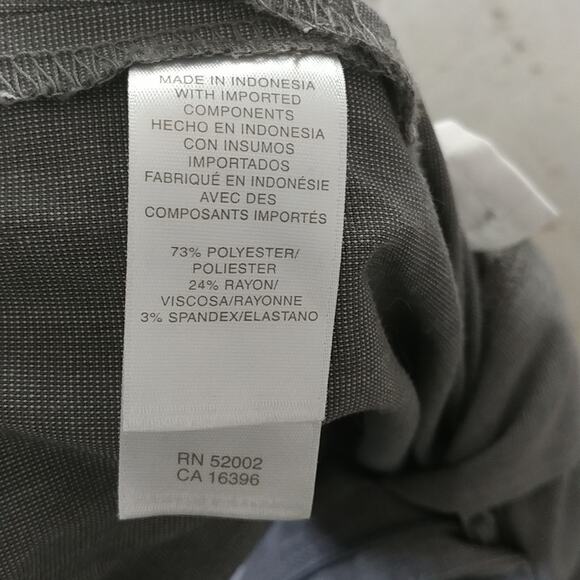 MADE IN INDONESIA
WITH IMPORTED
COMPONENTS
HECHO EN INDONESIA
CON INSUMOS
IMPORTADOS
FABRIQUÉ EN INDONÉSIE
AVEC DES
COMPOSANTS IMPORTÉS
73% POLYESTER/
POLIESTER
24% RAYON/
VISCOSA/RAYONNE
3% SPANDEX/ELASTANO
RN 52002
CA 16396